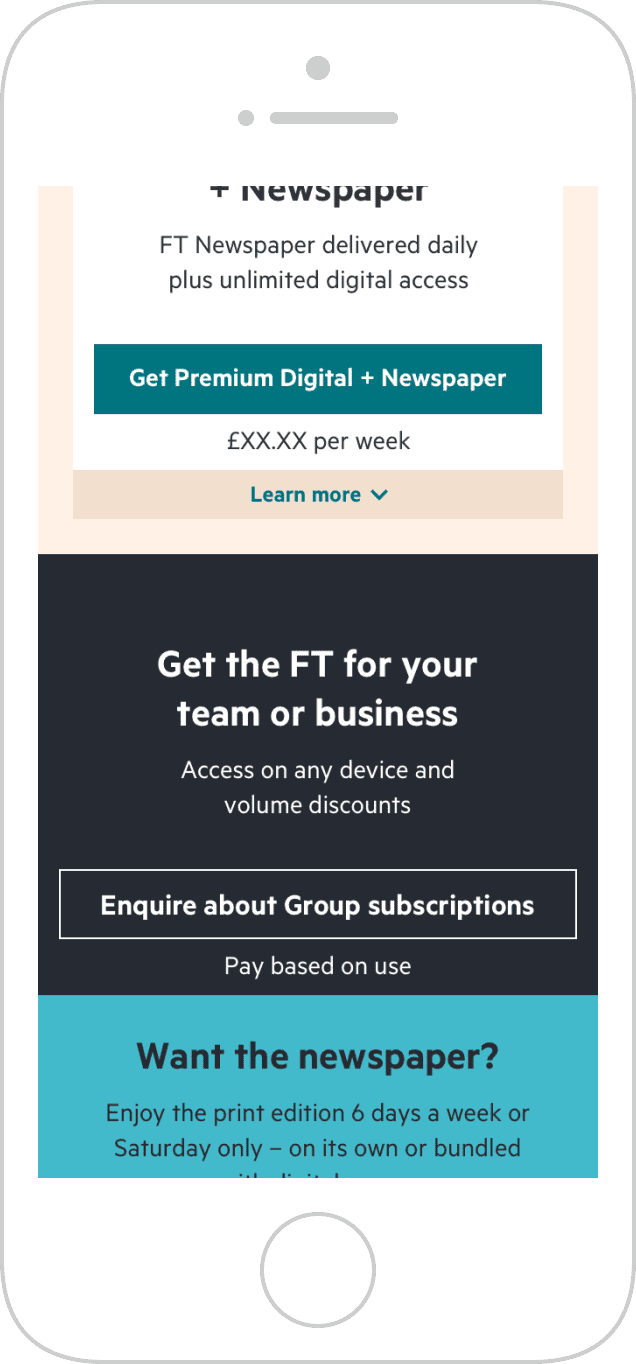 + Newspaper
FT Newspaper delivered daily
plus unlimited digital access
Get Premium Digital + Newspaper
£XX.XX per week
Learn more
Get the FT for your
team or business
Access on any device and
volume discounts
Enquire about Group subscriptions
Pay based on use
Want the newspaper?
Enjoy the print edition 6 days a week or
Saturday only – on its own or bundled